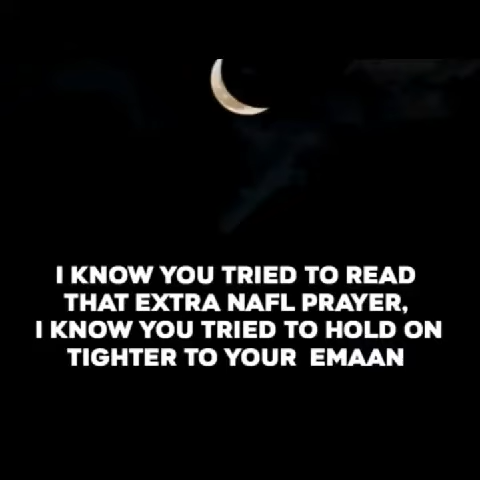 I KNOW YOU TRIED TO READ
THAT EXTRA NAFL PRAYER,
I KNOW YOU TRIED TO HOLD ON
TIGHTER TO YOUR EMAAN